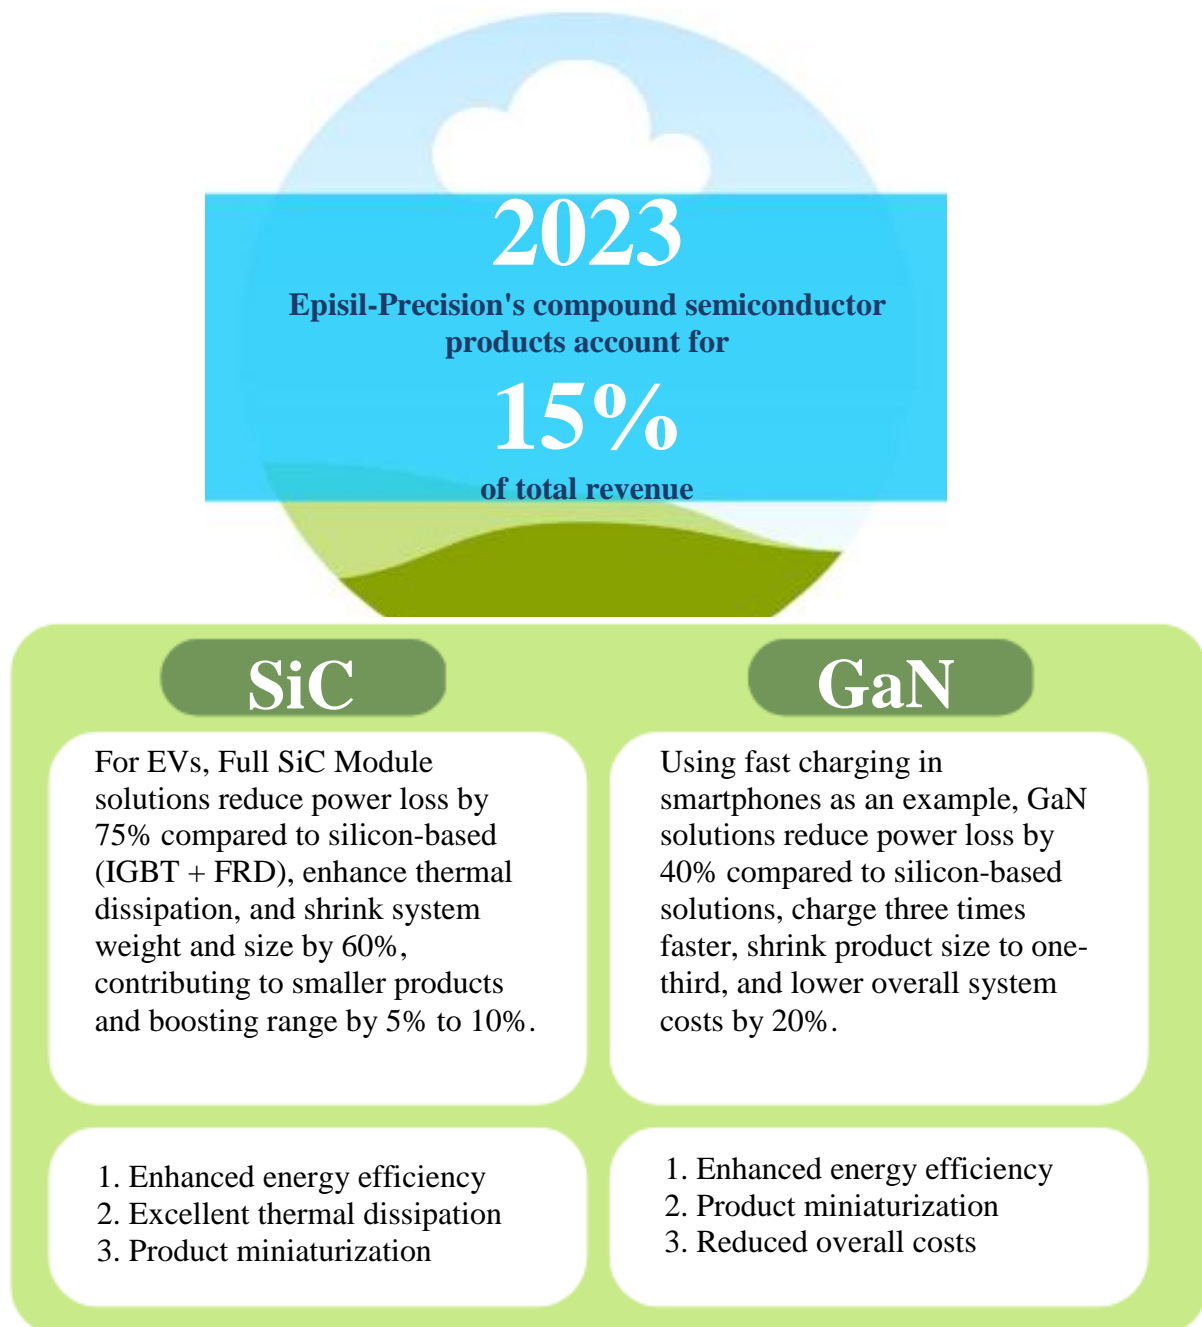 2023
Episil-Precision's compound semiconductor
products account for
15%
of total revenue
SiC
For EVs, Full SiC Module
solutions reduce power loss by
75% compared to silicon-based
(IGBT + FRD), enhance thermal
dissipation, and shrink system
weight and size by 60%,
contributing to smaller products
and boosting range by 5% to 10%.
1. Enhanced energy efficiency
2. Excellent thermal dissipation
3. Product miniaturization
GaN
Using fast charging in
smartphones as an example, GaN
solutions reduce power loss by
40% compared to silicon-based
solutions, charge three times
faster, shrink product size to one-
third, and lower overall system
costs by 20%.
1. Enhanced energy efficiency
2. Product miniaturization
3. Reduced overall costs